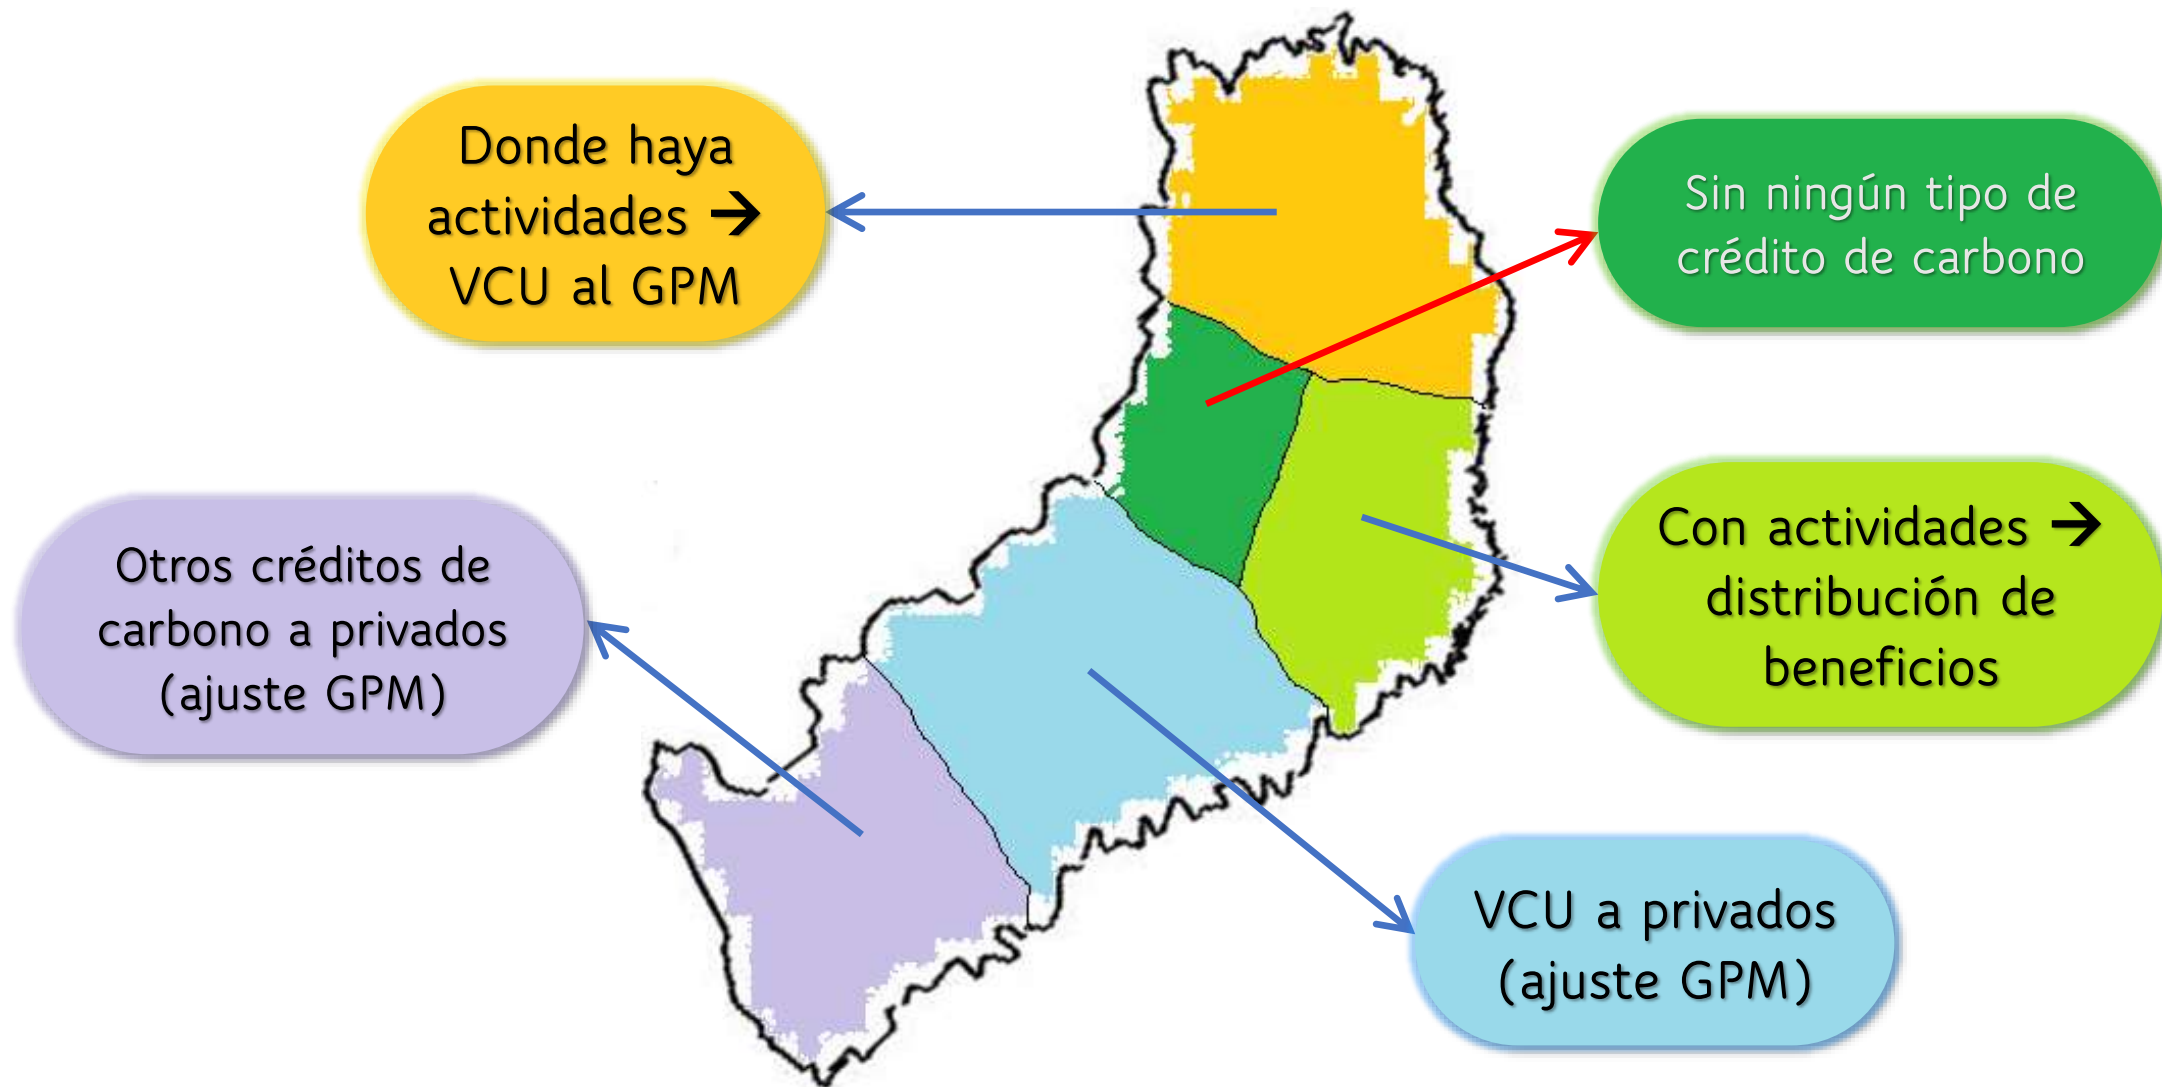 Donde haya
actividades →
VCU al GPM
Sin ningún tipo de
crédito de carbono
Otros créditos de
carbono a privados
(ajuste GPM)
Con actividades →
distribución de
beneficios
VCU a privados
(ajuste GPM)